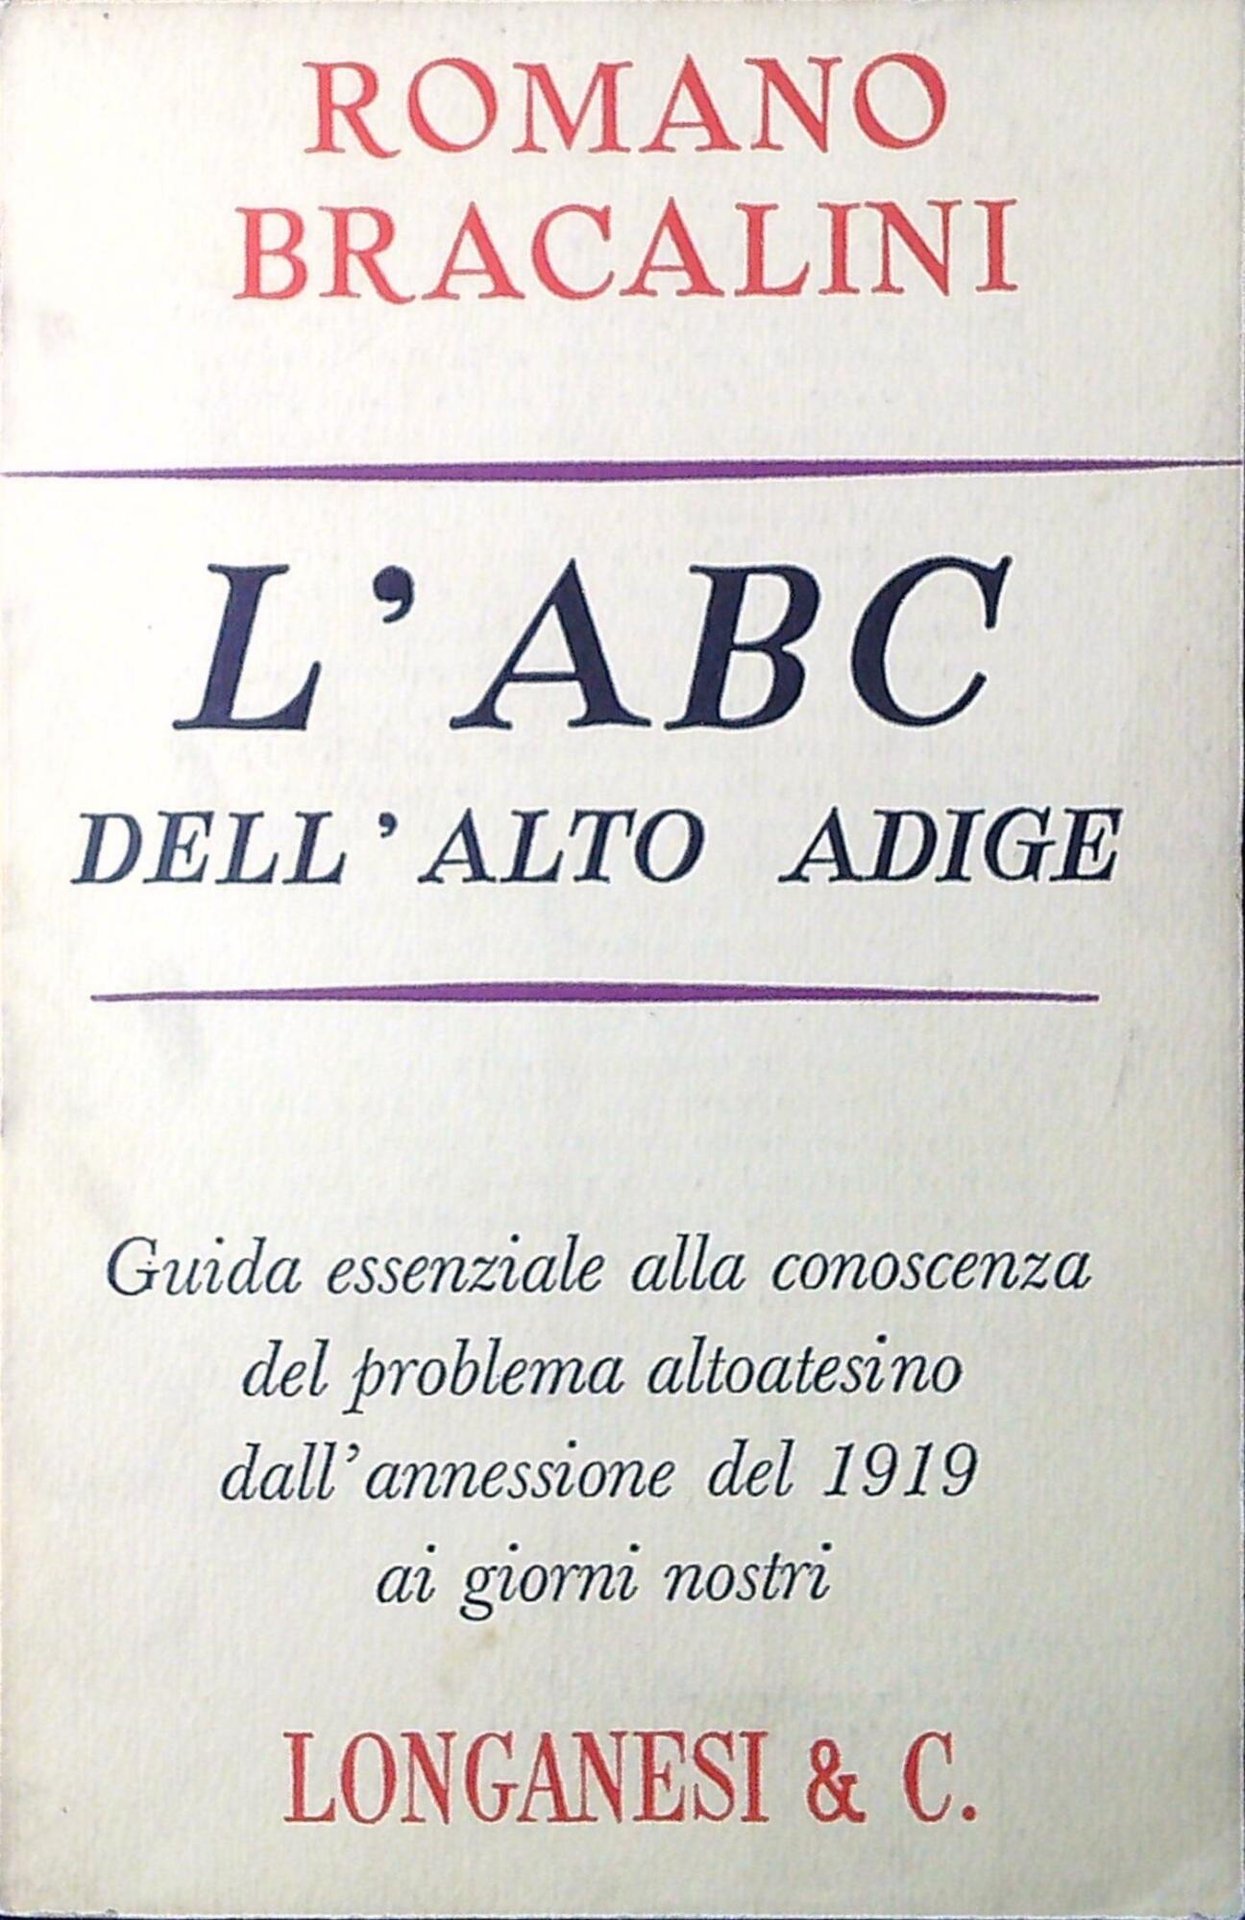 ROMANO
BRACALINI
L'ABC
DELL'ALTO ADIGE
Guida essenziale alla conoscenza
del problema altoatesino
dall'annessione del 1919
ai giorni nostri
LONGANESI & C.